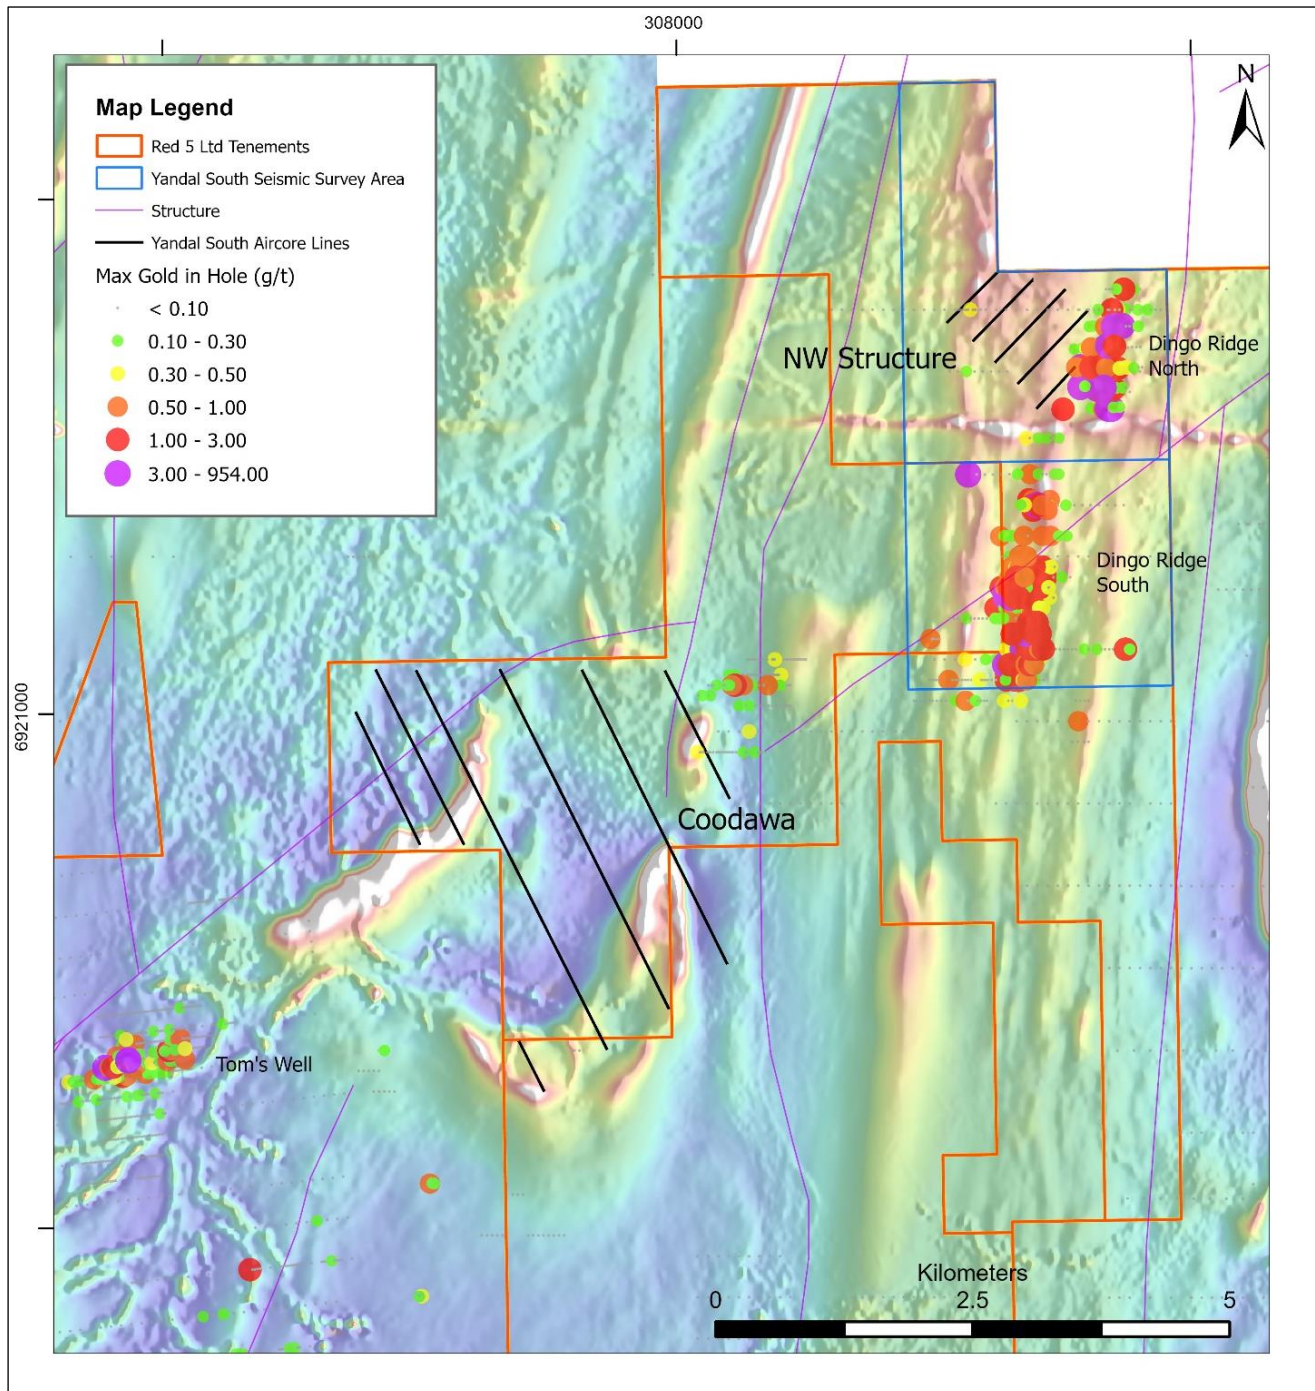 308000
Map Legend
Red 5 Ltd Tenements
Yandal South Seismic Survey Area
Structure
Yandal South Aircore Lines
Max Gold in Hole (g/t)
< 0.10
0.10 - 0.30
0.30 - 0.50
0.50 - 1.00
1.00 - 3.00
3.00 - 954.00
N
NW Structure
Dingo Ridge
North
Dingo Ridge
South
6921000
Coodawa
Tom's Well
Kilometers
0 2.5 5